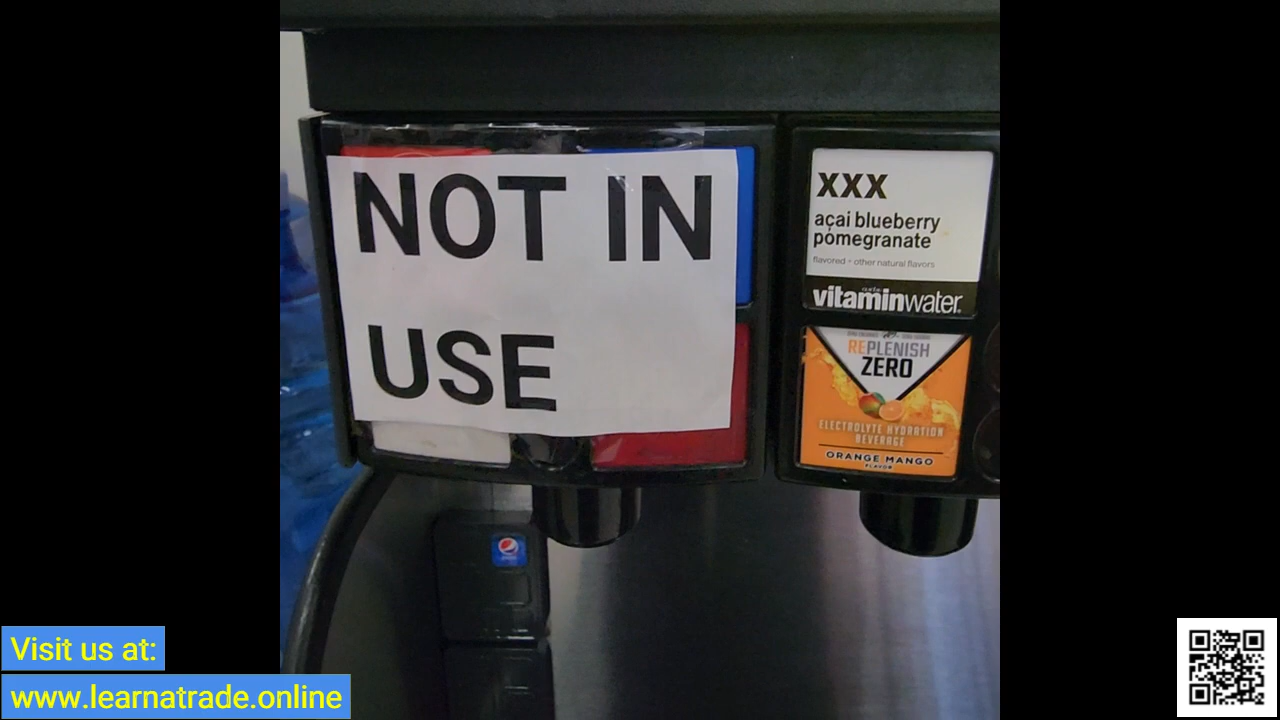 NOT IN
USE
xxx
açai blueberry
pomegranate
flavored + other natural flavors
vitaminwater
REPLENISH
ZERO
ELECTROLYTE HYDRATION
BEVERAGE
ORANGE MANGO
FLAVOR
Visit us at:
www.learnatrade.online